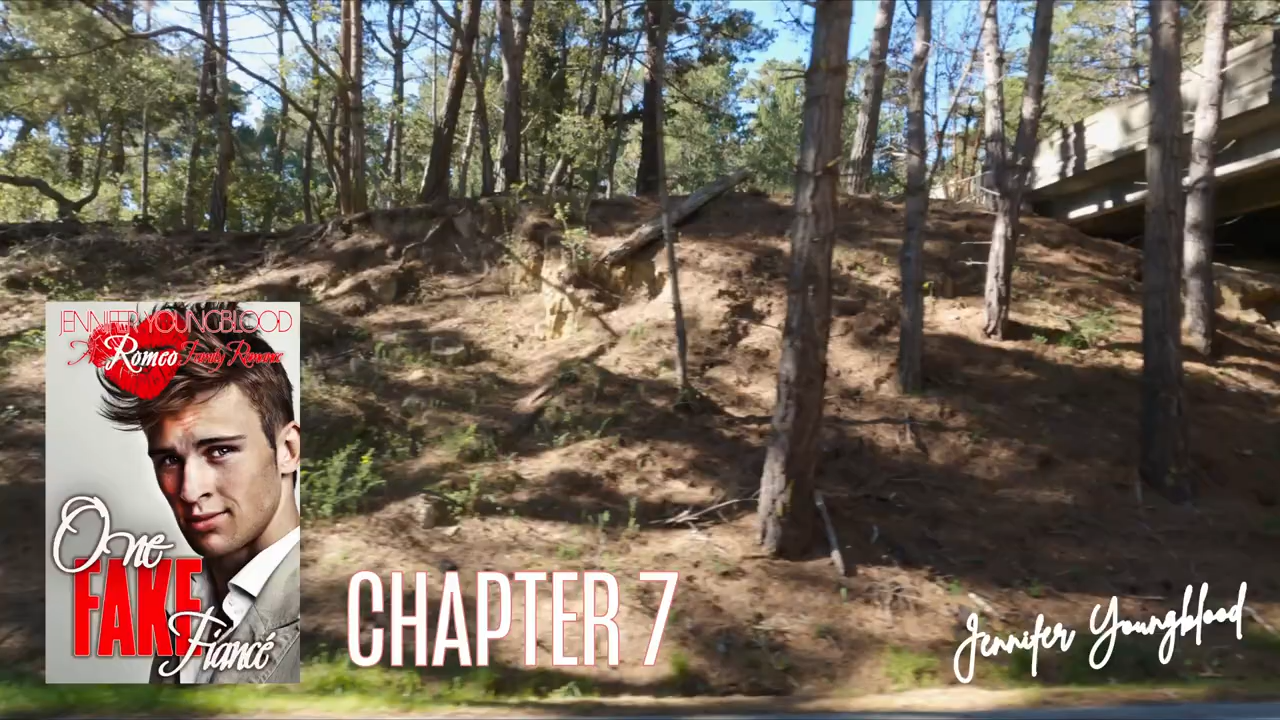 JENNIFER YOUNGBLOOD
A Romeo Family Romance
One
FAKE
Fiancé
CHAPTER 7
Jennifer Youngblood